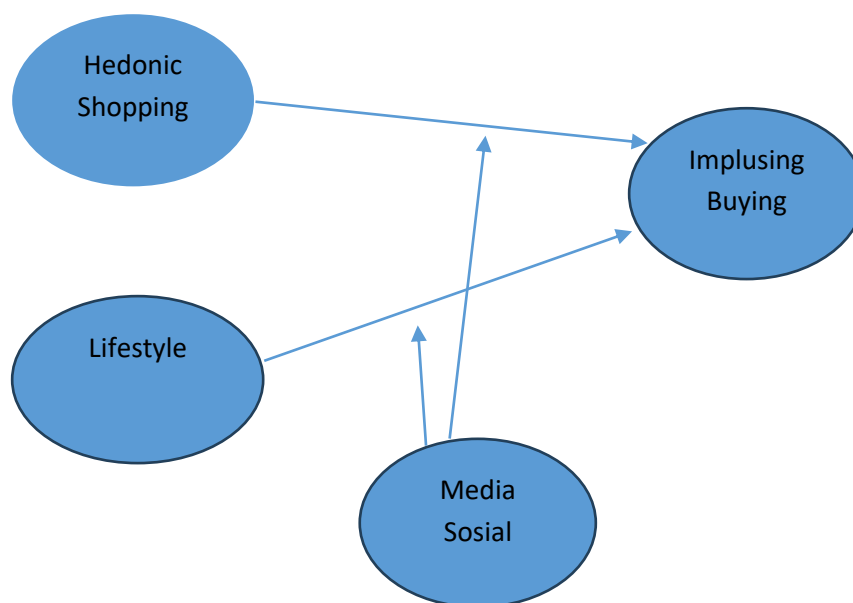 Hedonic
Shopping
Implusing
Buying
Lifestyle
Media
Sosial